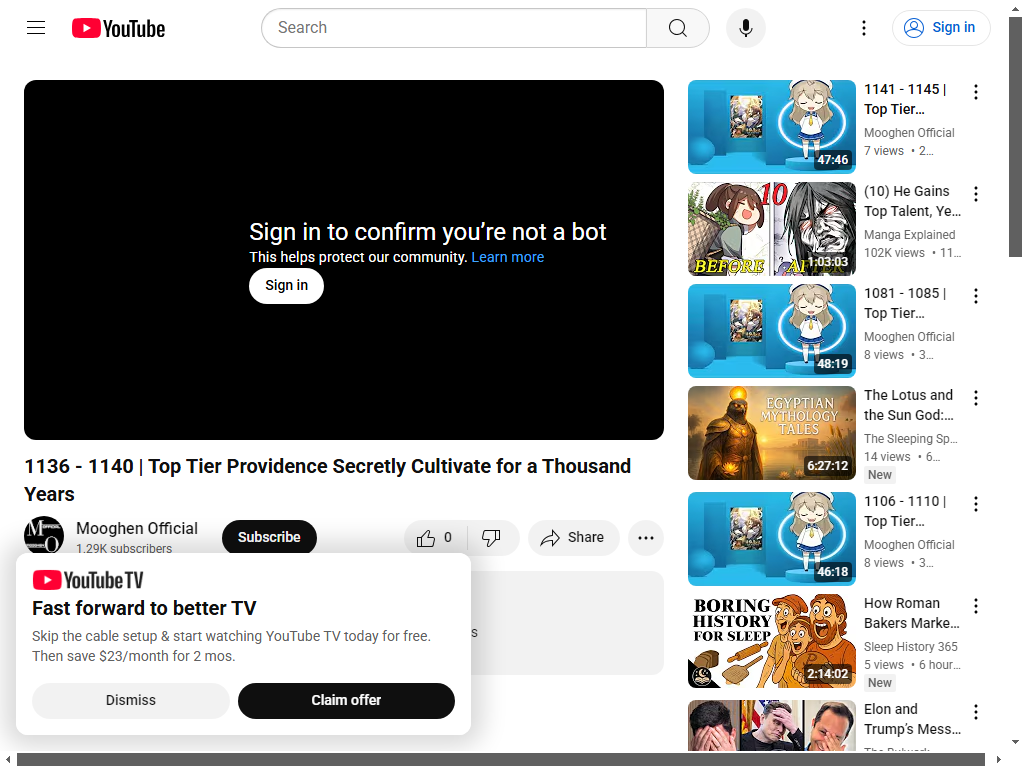 YouTube
Search
Sign in
Sign in to confirm you're not a bot
This helps protect our community. Learn more
Sign in
1136 - 1140 | Top Tier Providence Secretly Cultivate for a Thousand
Years
Mooghen Official
1.29K subscribers
Subscribe
0
Share
s
YouTube TV
Fast forward to better TV
Skip the cable setup & start watching YouTube TV today for free.
Then save $23/month for 2 mos.
Dismiss
Claim offer
47:46
1141 - 1145 |
Top Tier...
Mooghen Official
7 views • 2...
10
BEFORE
AFTER
1:03:03
(10) He Gains
Top Talent, Ye...
Manga Explained
102K views • 11...
48:19
1081 - 1085 |
Top Tier...
Mooghen Official
8 views • 3...
EGYPTIAN
MYTHOLOGY
TALES
6:27:12
The Lotus and
the Sun God:...
The Sleeping Sp...
14 views • 6...
New
46:18
1106 - 1110 |
Top Tier...
Mooghen Official
8 views • 3...
BORING
HISTORY
FOR SLEEP
2:14:02
How Roman
Bakers Marke...
Sleep History 365
5 views • 6 hour...
New
Elon and
Trump's Mess...
The Bulwark